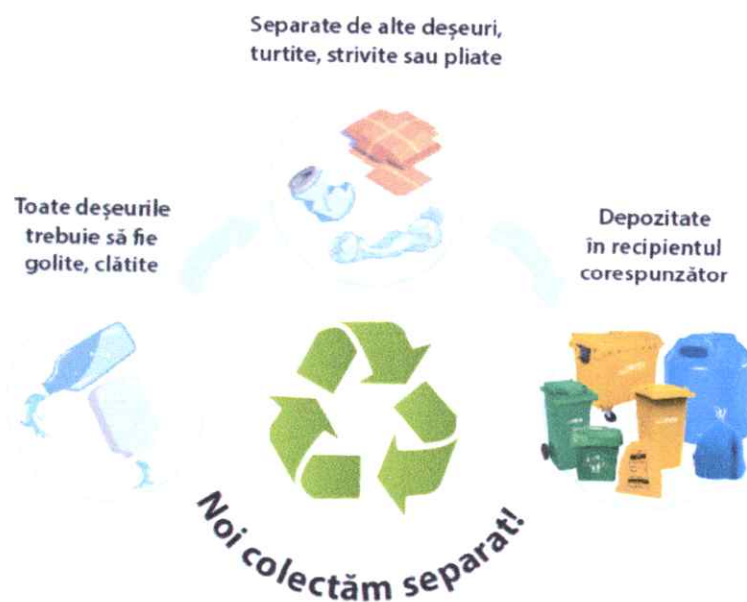 Separate de alte deșeuri,
turtite, strivite sau pliate
Toate deșeurile
trebuie să fie
golite, clătite
Depozitate
în recipientul
corespunzător
Noi colectăm separat!